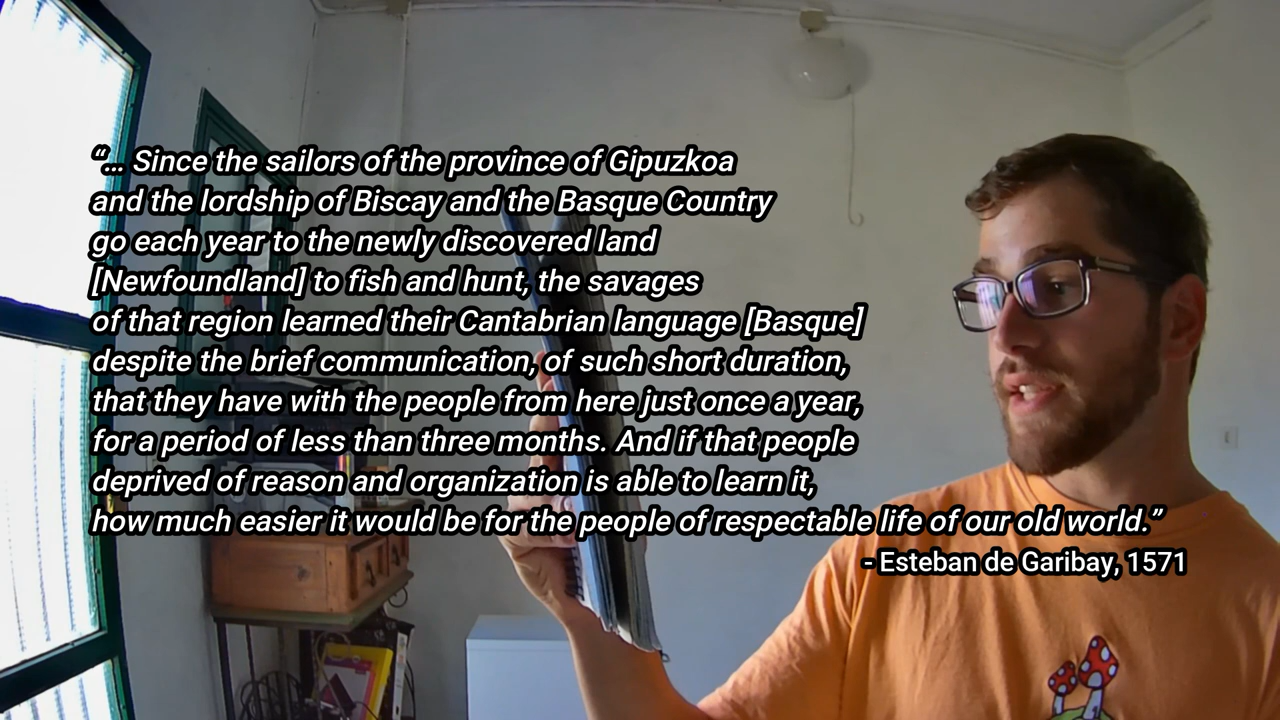 “... Since the sailors of the province of Gipuzkoa
and the lordship of Biscay and the Basque Country
go each year to the newly discovered land
[Newfoundland] to fish and hunt, the savages
of that region learned their Cantabrian language [Basque]
despite the brief communication, of such short duration,
that they have with the people from here just once a year,
for a period of less than three months. And if that people
deprived of reason and organization is able to learn it,
how much easier it would be for the people of respectable life of our old world.”
- Esteban de Garibay, 1571